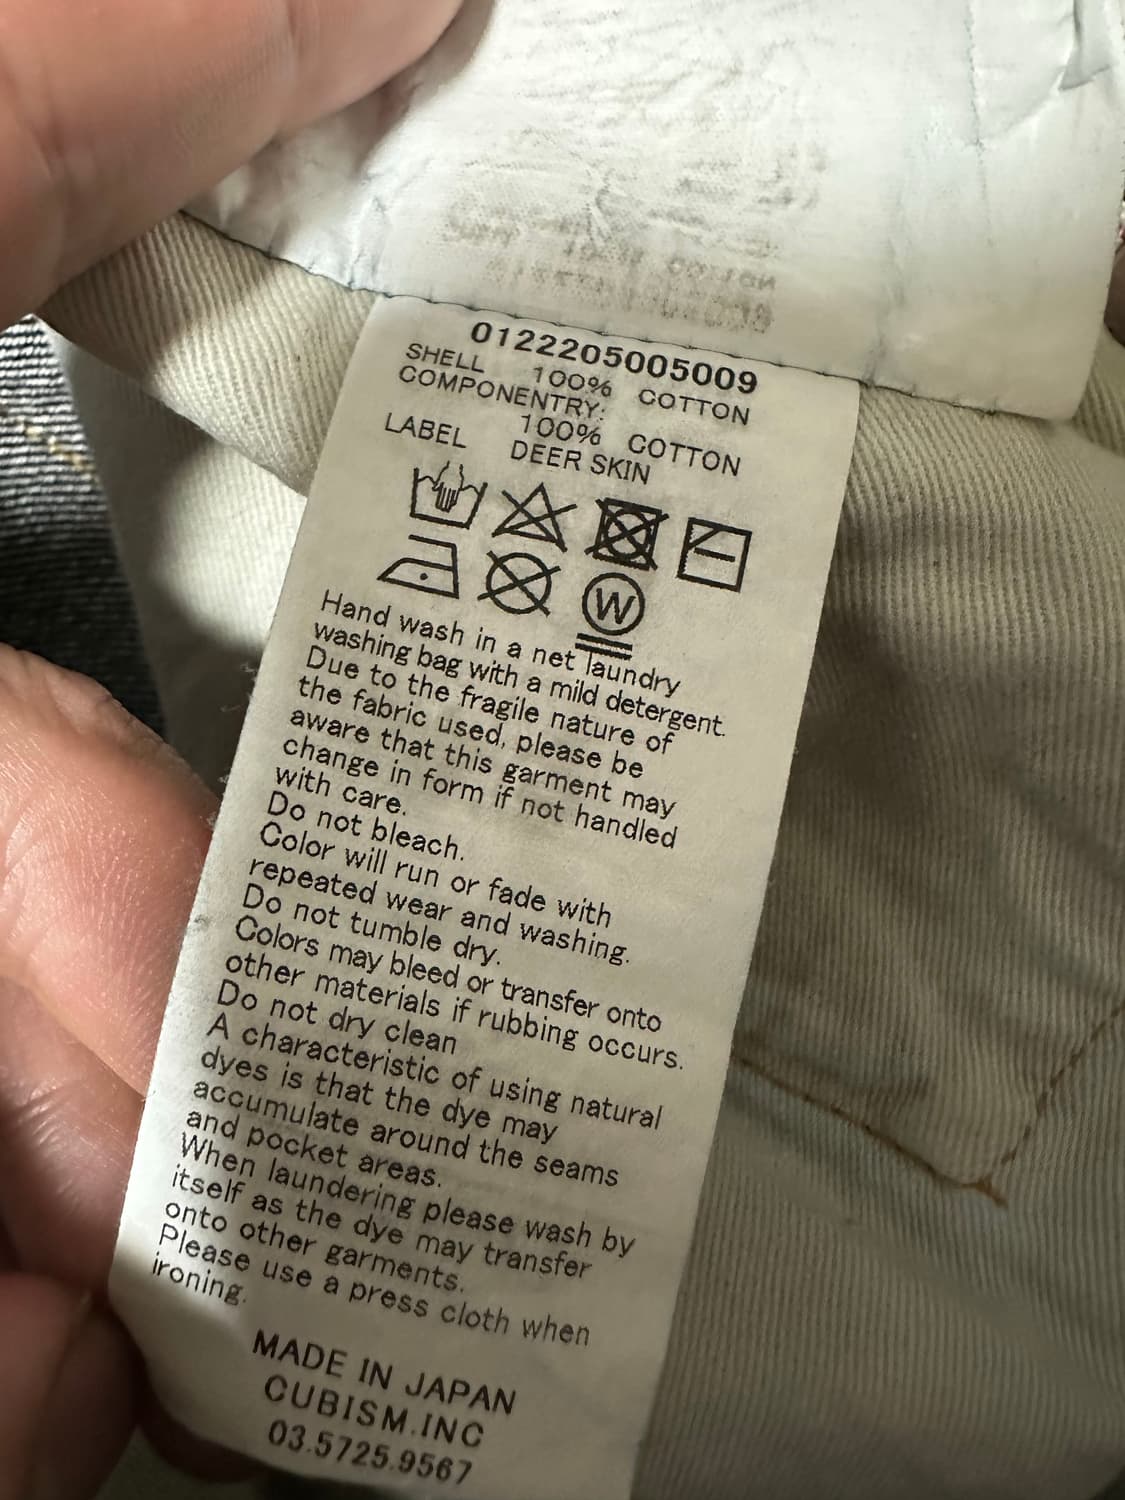 0122205005009
SHELL 100% COTTON
COMPONENTRY:
100% COTTON
LABEL DEER SKIN
W
Hand wash in a net laundry
washing bag with a mild detergent.
Due to the fragile nature of
the fabric used, please be
aware that this garment may
change in form if not handled
with care.
Do not bleach.
Color will run or fade with
repeated wear and washing.
Do not tumble dry.
Colors may bleed or transfer onto
other materials if rubbing occurs.
Do not dry clean
A characteristic of using natural
dyes is that the dye may
accumulate around the seams
and pocket areas.
When laundering please wash by
itself as the dye may transfer
onto other garments.
Please use a press cloth when
ironing.
MADE IN JAPAN
CUBISM.INC
03.5725.9567